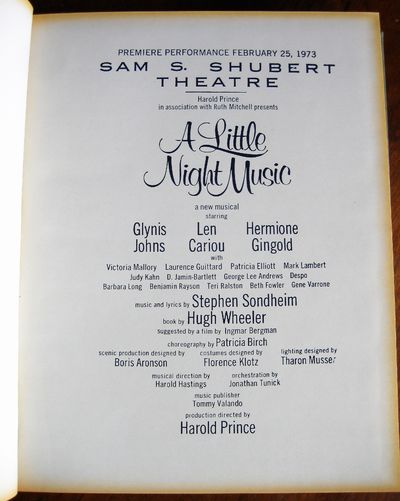 PREMIERE PERFORMANCE FEBRUARY 25, 1973
SAM S. SHUBERT
THEATRE
Harold Prince
in association with Ruth Mitchell presents
A Little
Night Music
a new musical
starring
Glynis Len Hermione
Johns Cariou Gingold
with
Victoria Mallory Laurence Guittard Patricia Elliott Mark Lambert
Judy Kahn D. Jamin-Bartlett George Lee Andrews Despo
Barbara Long Benjamin Rayson Teri Ralston Beth Fowler Gene Varrone
music and lyrics by Stephen Sondheim
book by Hugh Wheeler
suggested by a film by Ingmar Bergman
choreography by Patricia Birch
scenic production designed by costumes designed by lighting designed by
Boris Aronson Florence Klotz Tharon Musser
musical direction by orchestration by
Harold Hastings Jonathan Tunick
music publisher
Tommy Valando
production directed by
Harold Prince